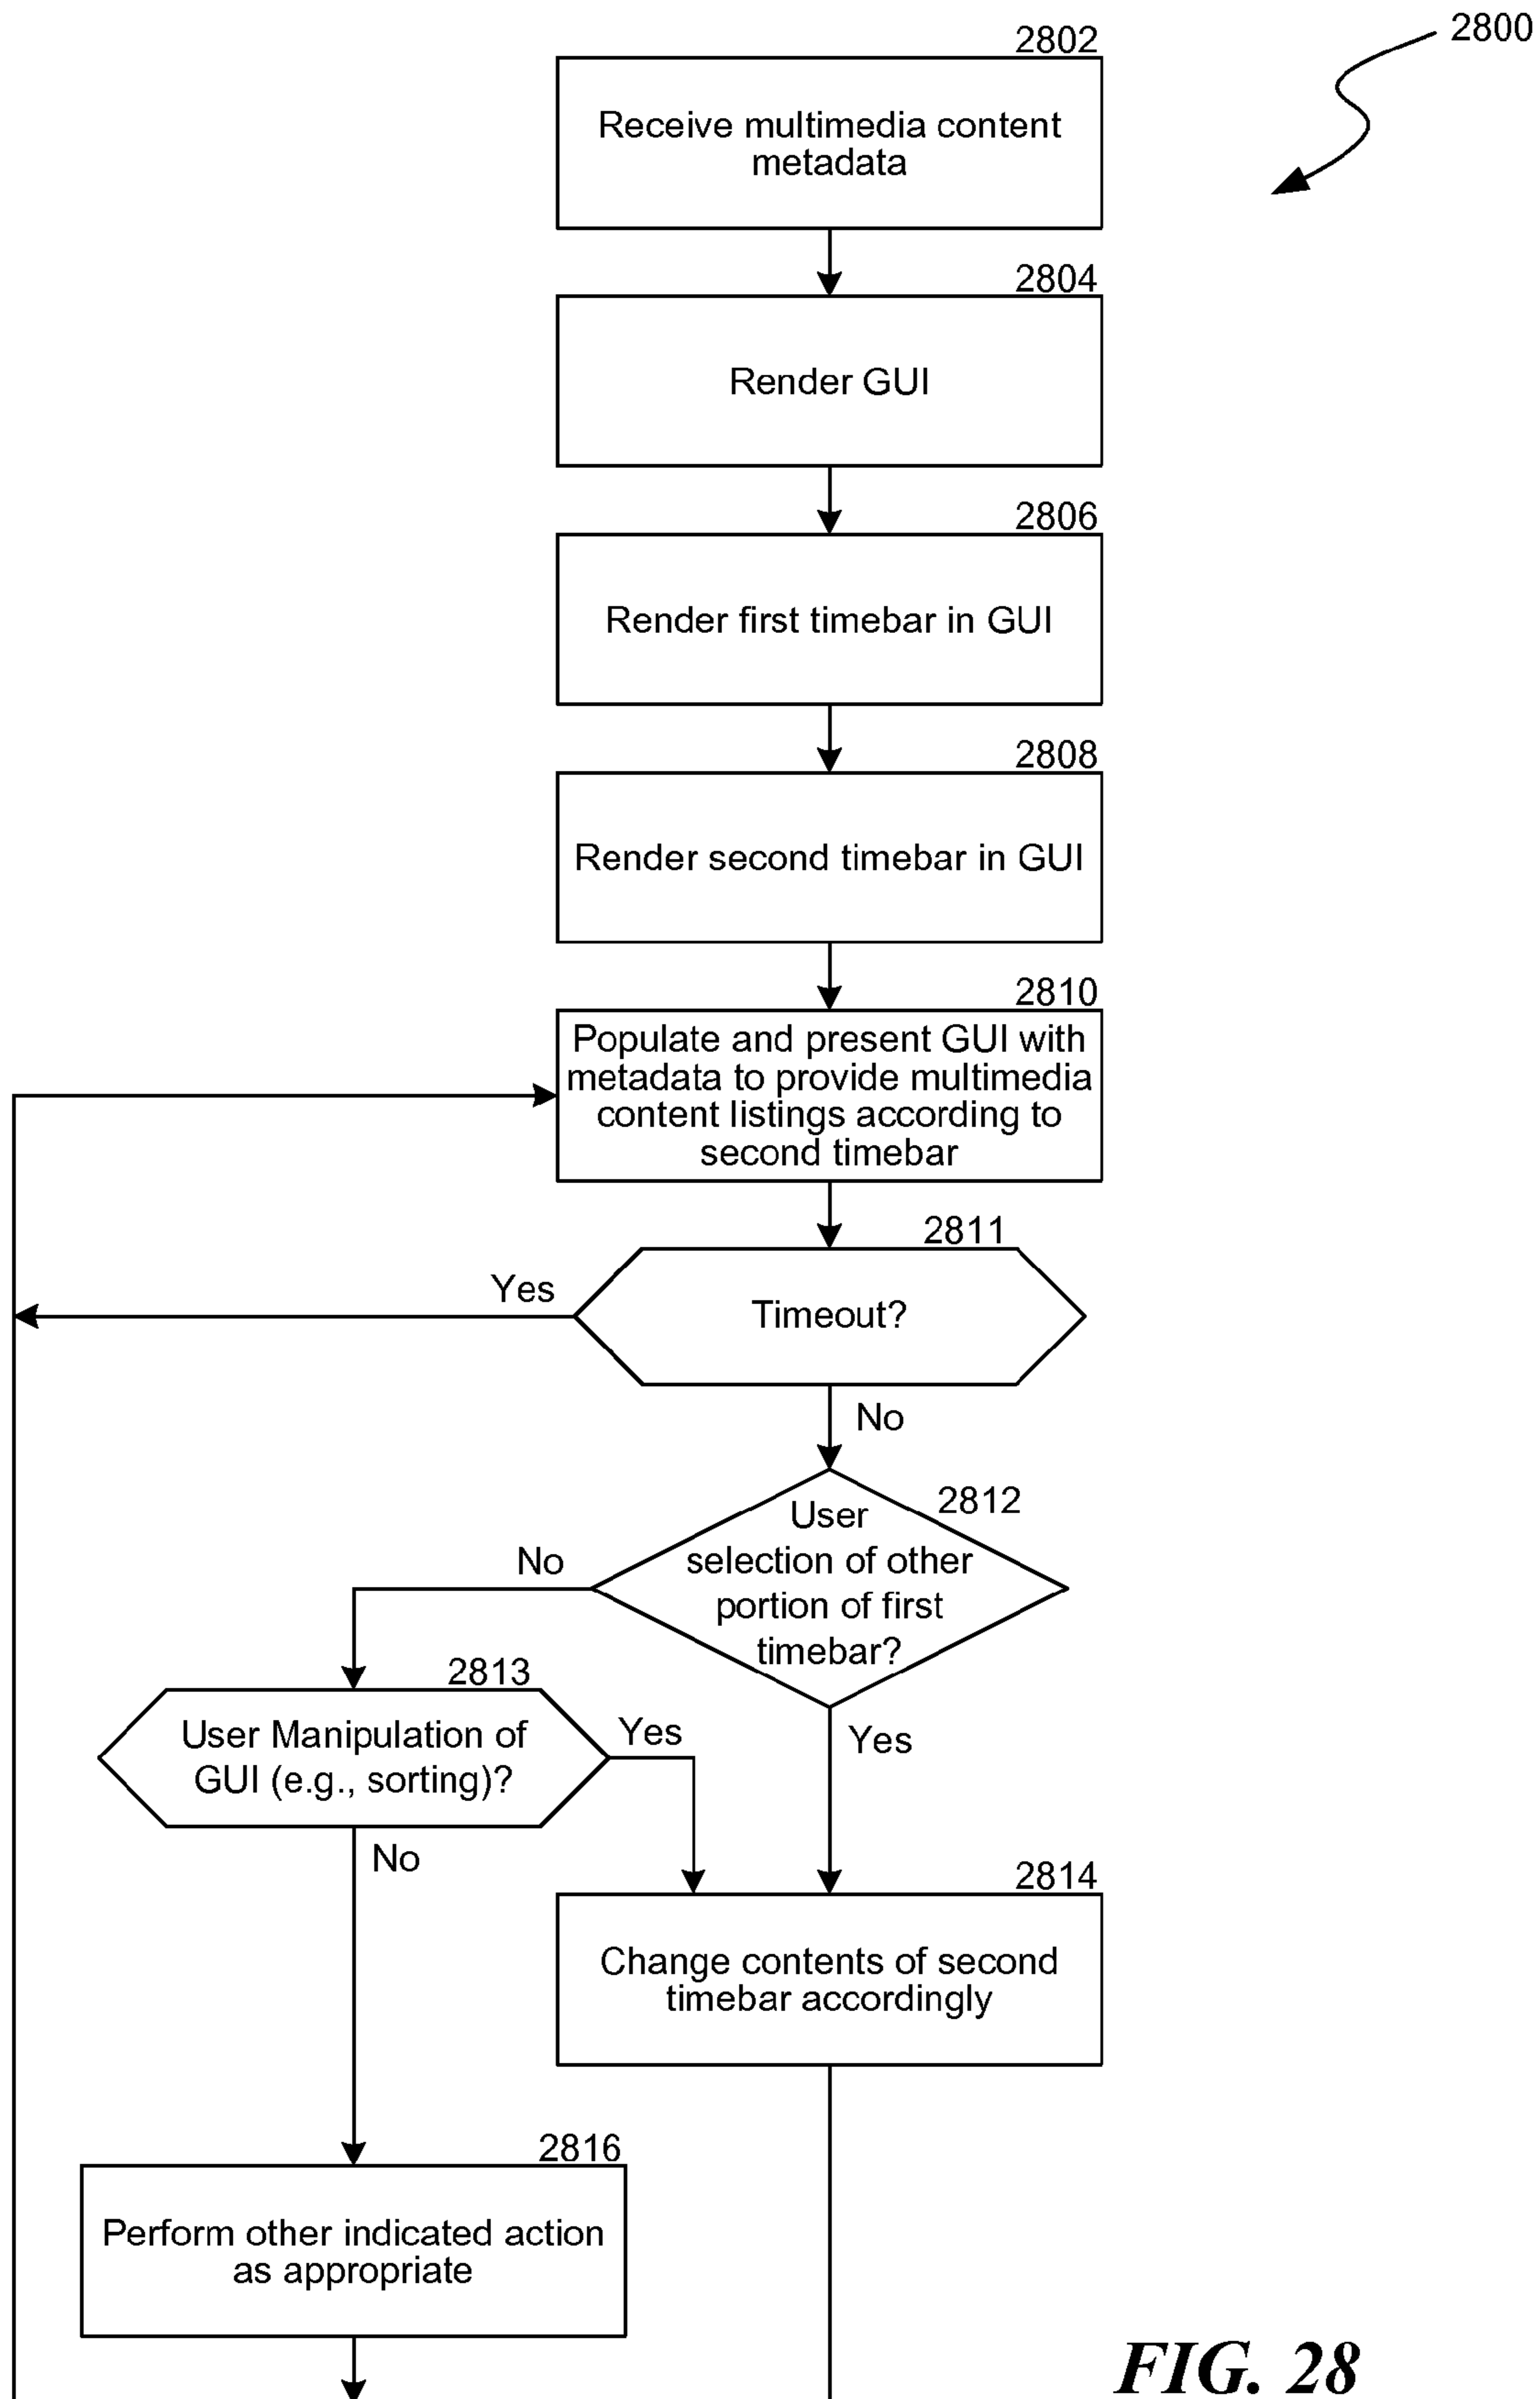 2800
2802
Receive multimedia content
metadata
2804
Render GUI
2806
Render first timebar in GUI
2808
Render second timebar in GUI
2810
Populate and present GUI with
metadata to provide multimedia
content listings according to
second timebar
2811
Yes
Timeout?
No
2812
User
selection of other
portion of first
timebar?
No
2813
User Manipulation of
GUI (e.g., sorting)?
Yes
Yes
No
2814
Change contents of second
timebar accordingly
2816
Perform other indicated action
as appropriate
FIG. 28